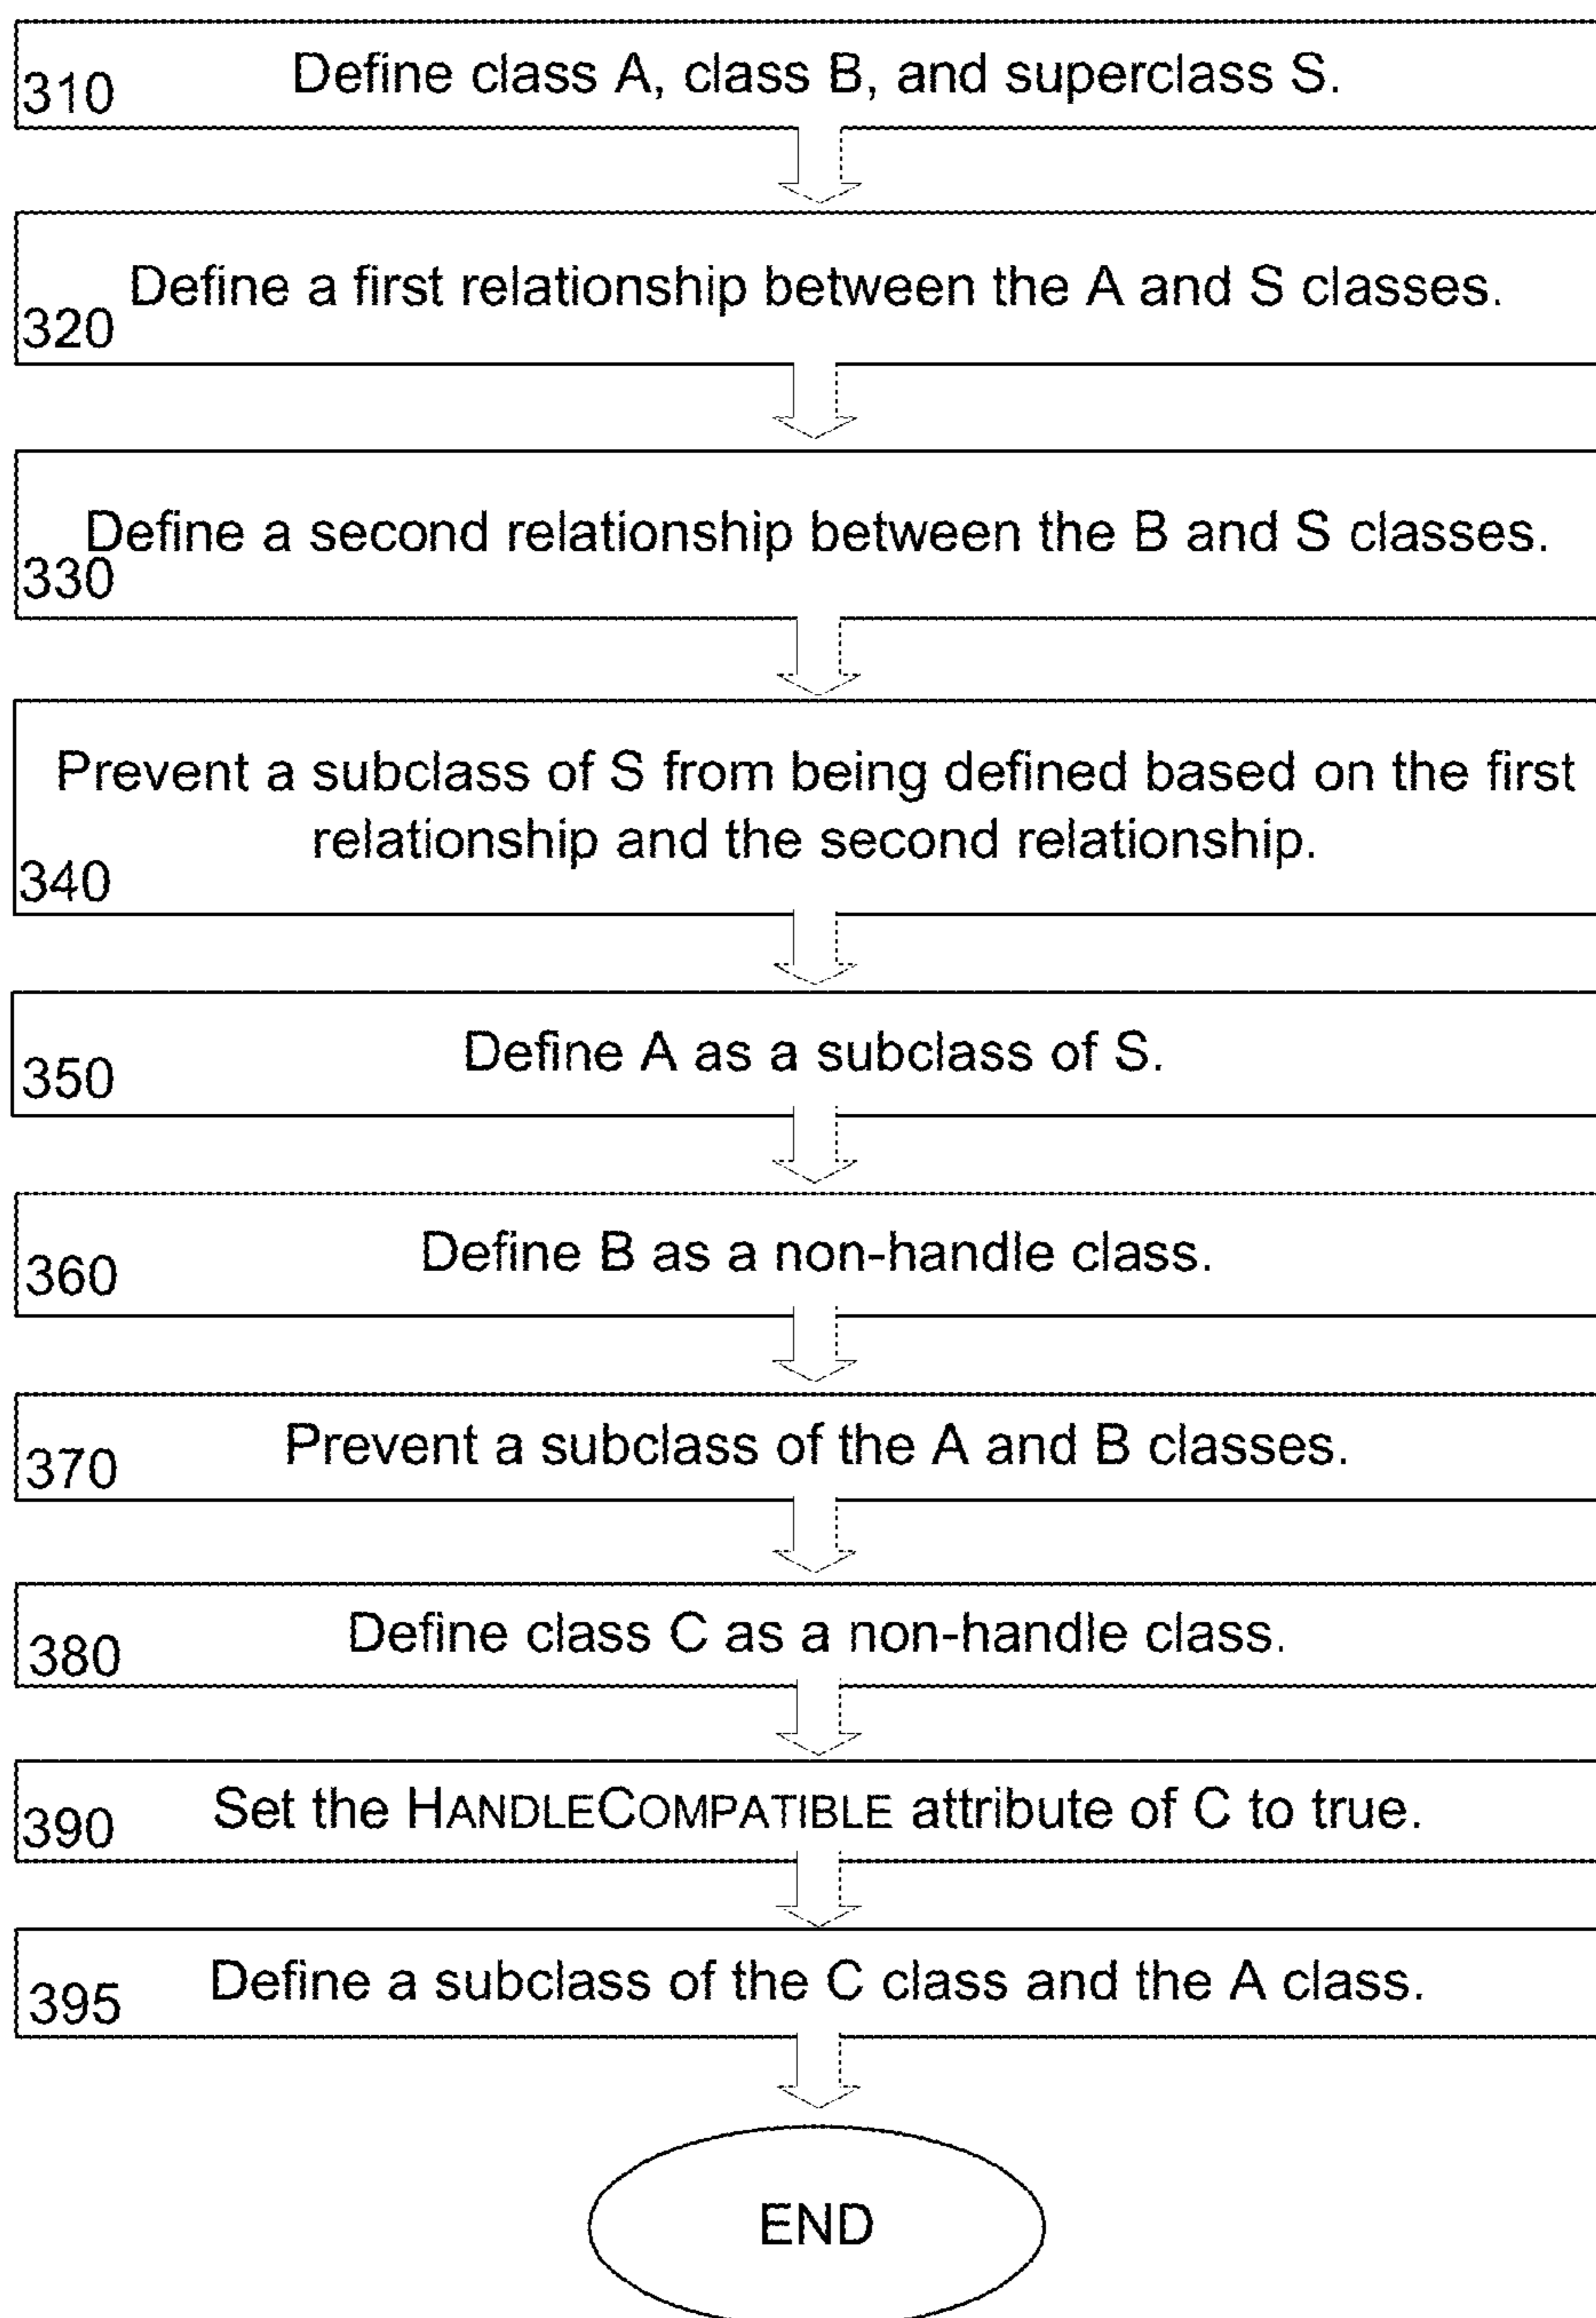 310
Define class A, class B, and superclass S.
320
Define a first relationship between the A and S classes.
330
Define a second relationship between the B and S classes.
340
Prevent a subclass of S from being defined based on the first
relationship and the second relationship.
350
Define A as a subclass of S.
360
Define B as a non-handle class.
370
Prevent a subclass of the A and B classes.
380
Define class C as a non-handle class.
390
Set the HANDLECOMPATIBLE attribute of C to true.
395
Define a subclass of the C class and the A class.
END